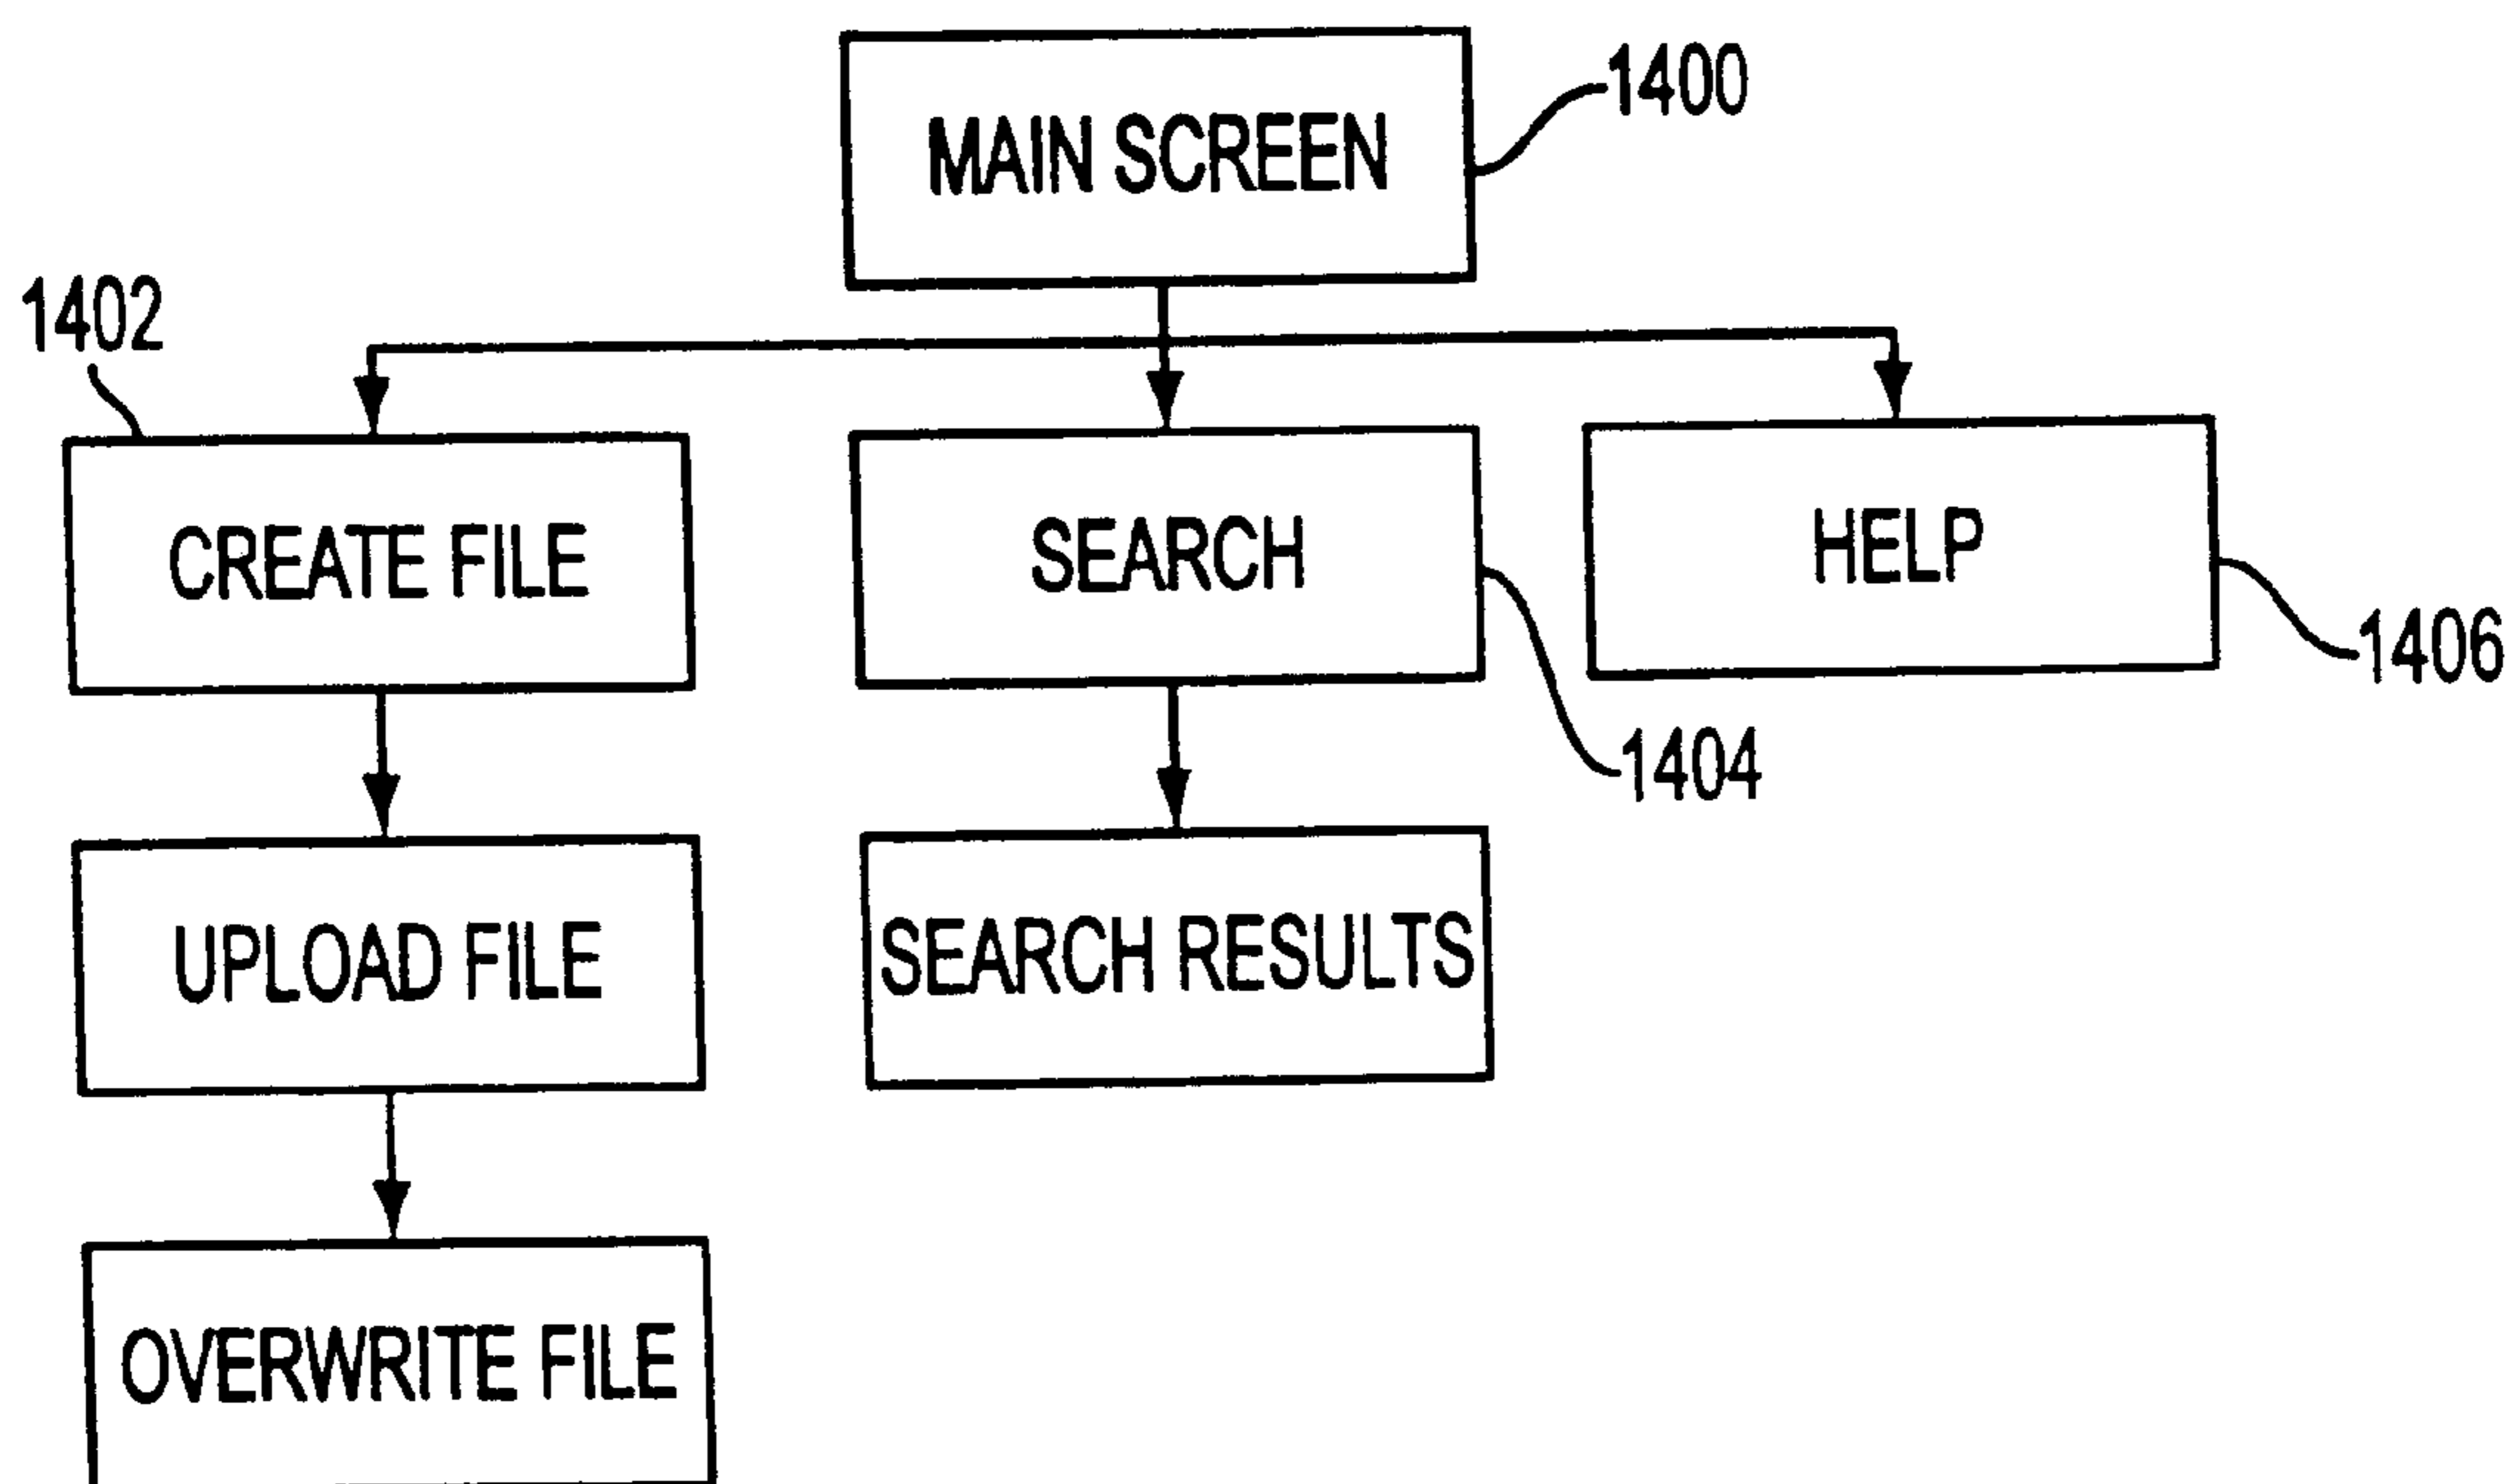 MAIN SCREEN
1400
1402
CREATE FILE
SEARCH
HELP
1406
1404
UPLOAD FILE
SEARCH RESULTS
OVERWRITE FILE